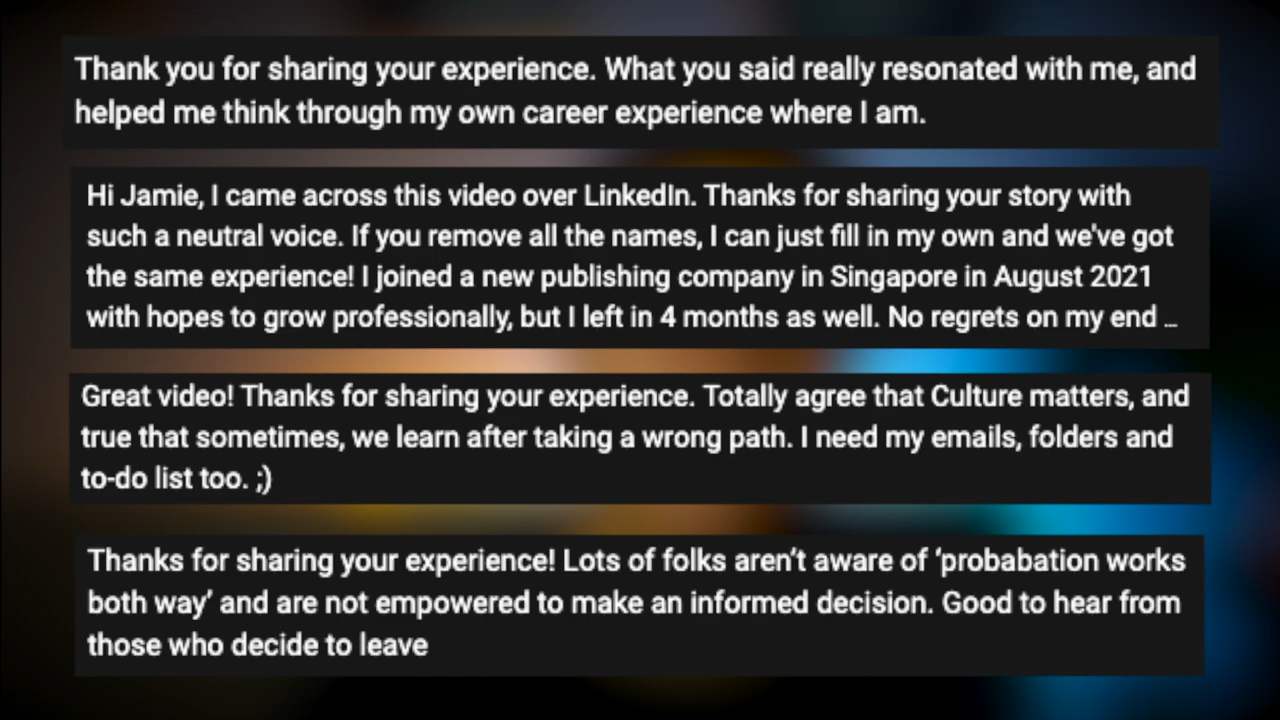 Thank you for sharing your experience. What you said really resonated with me, and
helped me think through my own career experience where I am.
Hi Jamie, I came across this video over LinkedIn. Thanks for sharing your story with
such a neutral voice. If you remove all the names, I can just fill in my own and we've got
the same experience! I joined a new publishing company in Singapore in August 2021
with hopes to grow professionally, but I left in 4 months as well. No regrets on my end ...
Great video! Thanks for sharing your experience. Totally agree that Culture matters, and
true that sometimes, we learn after taking a wrong path. I need my emails, folders and
to-do list too. ;)
Thanks for sharing your experience! Lots of folks aren’t aware of ‘probabation works
both way’ and are not empowered to make an informed decision. Good to hear from
those who decide to leave